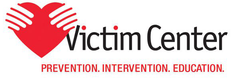 Victim Center
PREVENTION. INTERVENTION. EDUCATION.